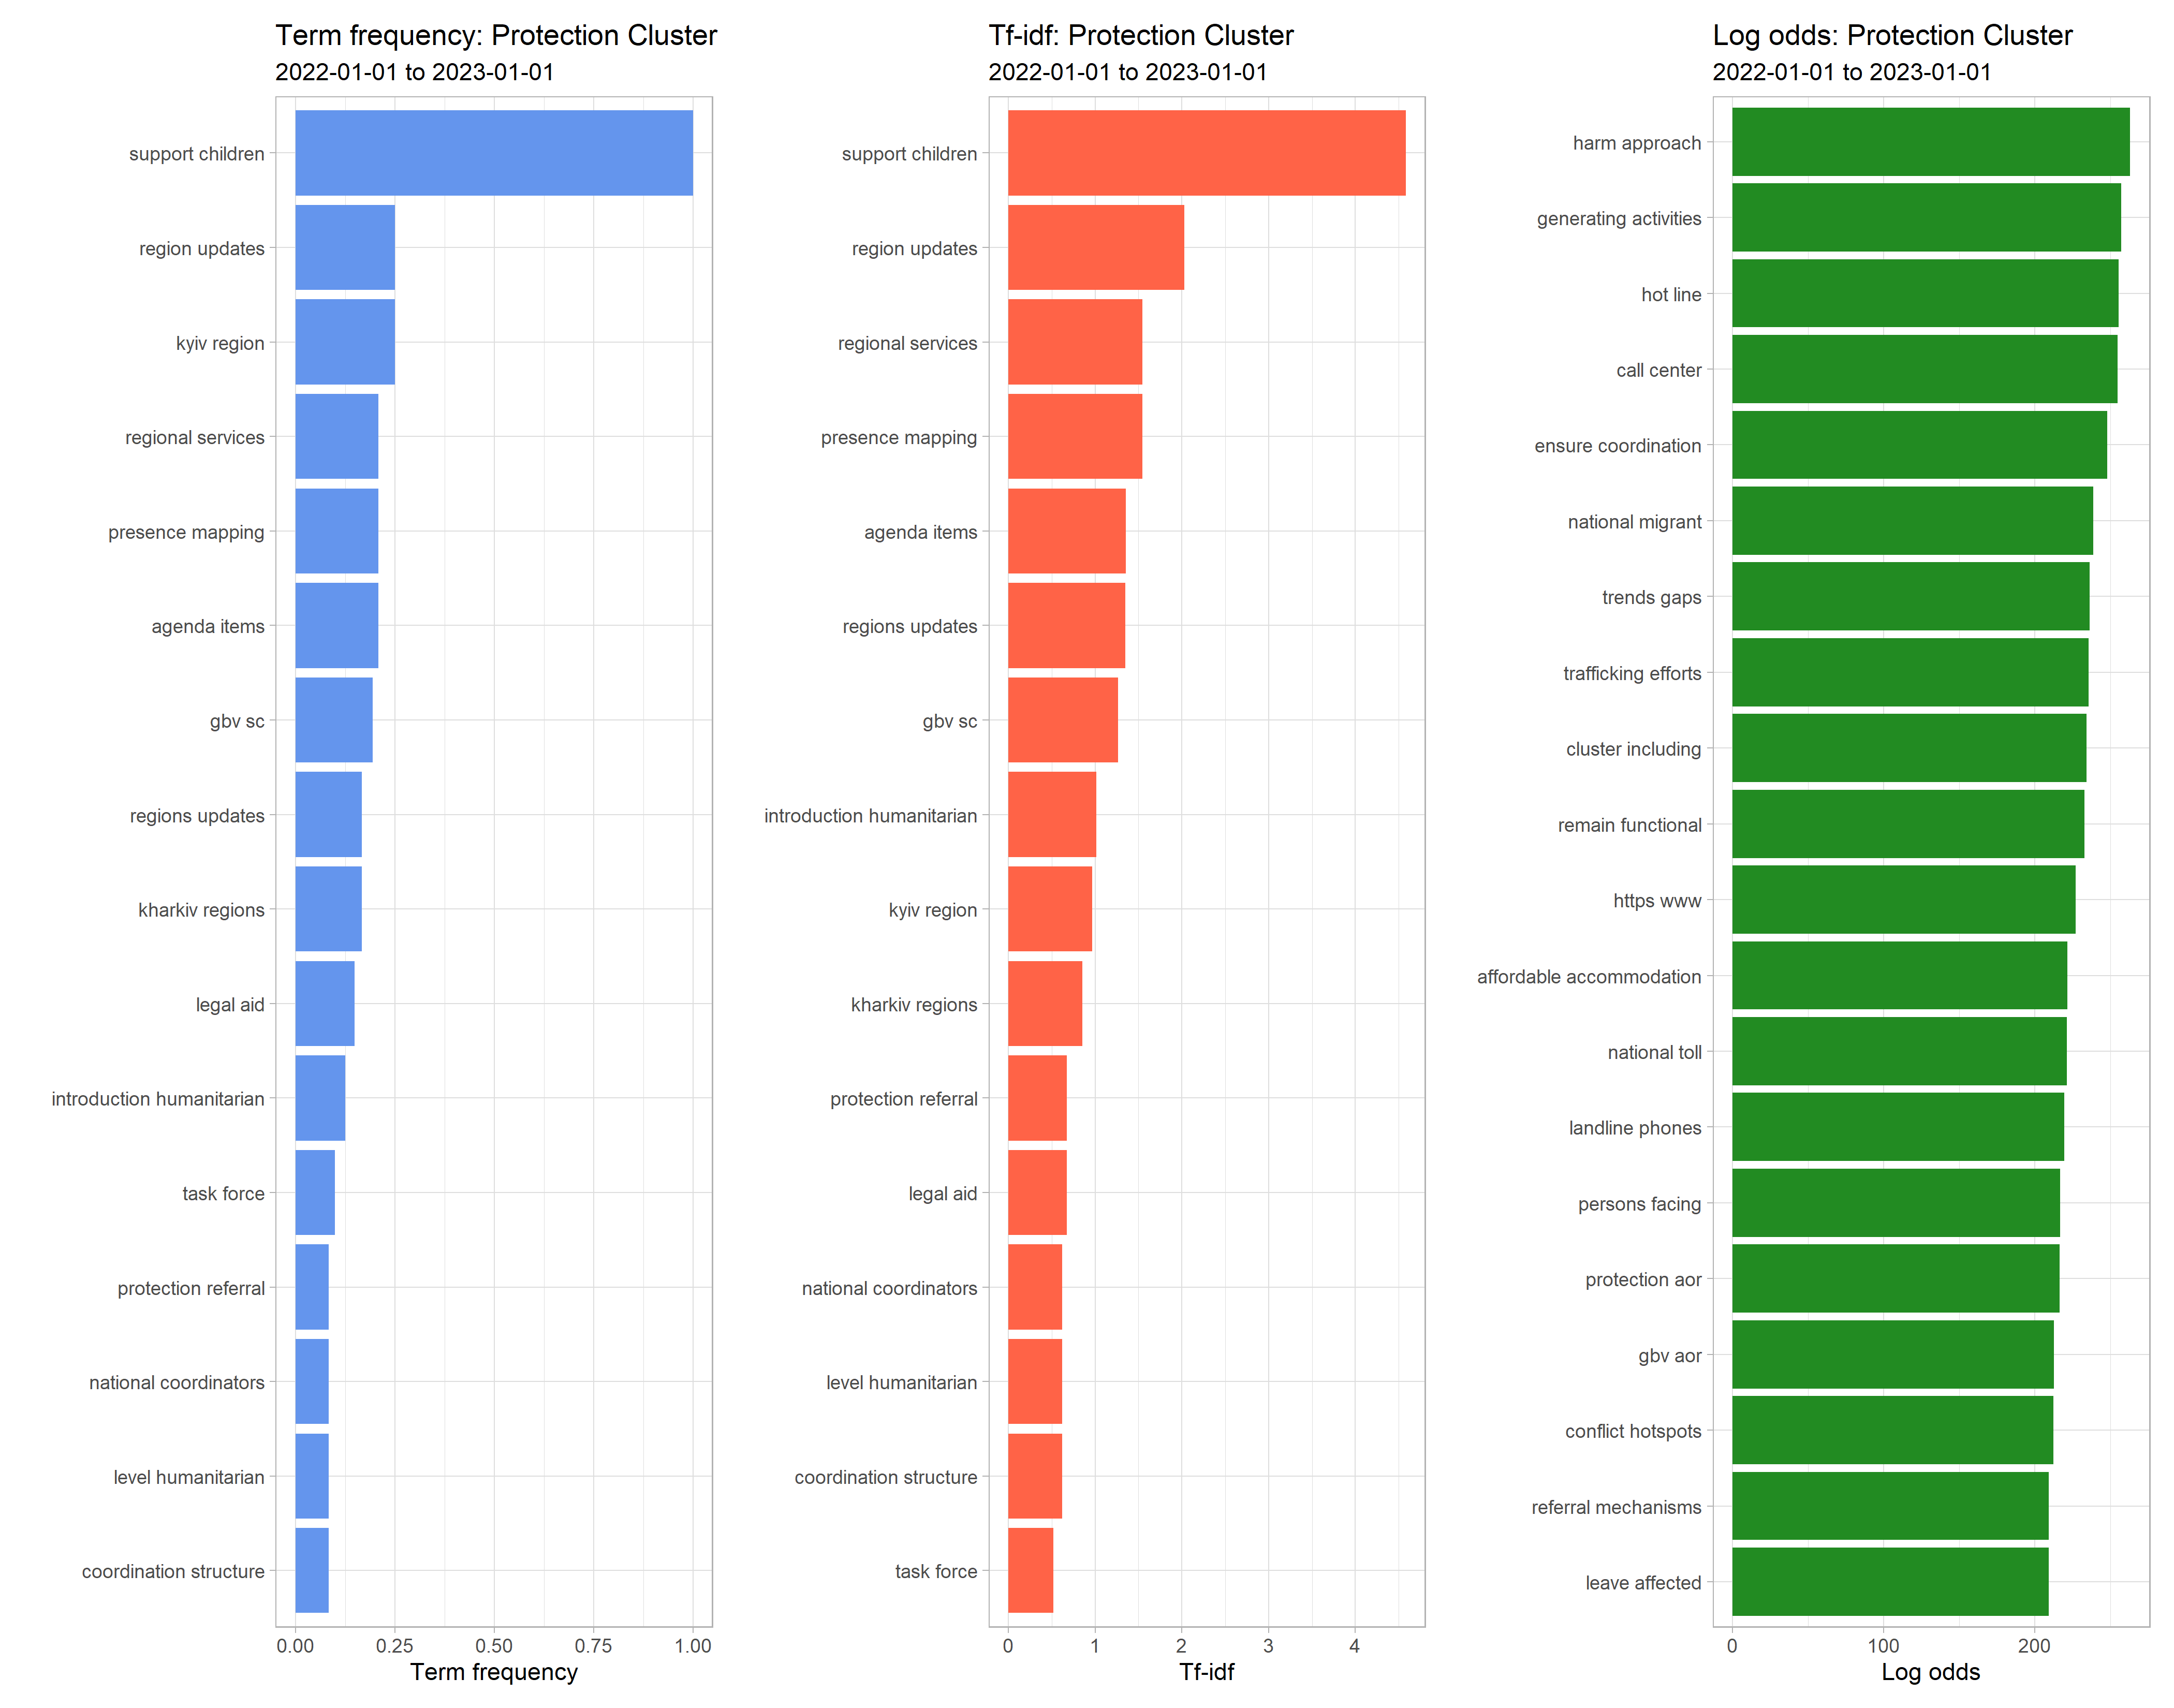 Term frequency: Protection Cluster
2022-01-01 to 2023-01-01
support children
region updates
kyiv region
regional services
presence mapping
agenda items
gbv sc
regions updates
kharkiv regions
legal aid
introduction humanitarian
task force
protection referral
national coordinators
level humanitarian
coordination structure
0.00 0.25 0.50 0.75 1.00
Term frequency
Tf-idf: Protection Cluster
2022-01-01 to 2023-01-01
support children
region updates
regional services
presence mapping
agenda items
regions updates
gbv sc
introduction humanitarian
kyiv region
kharkiv regions
protection referral
legal aid
national coordinators
level humanitarian
coordination structure
task force
0 1 2 3 4
Tf-idf
Log odds: Protection Cluster
2022-01-01 to 2023-01-01
harm approach
generating activities
hot line
call center
ensure coordination
national migrant
trends gaps
trafficking efforts
cluster including
remain functional
https www
affordable accommodation
national toll
landline phones
persons facing
protection aor
gbv aor
conflict hotspots
referral mechanisms
leave affected
0 100 200
Log odds